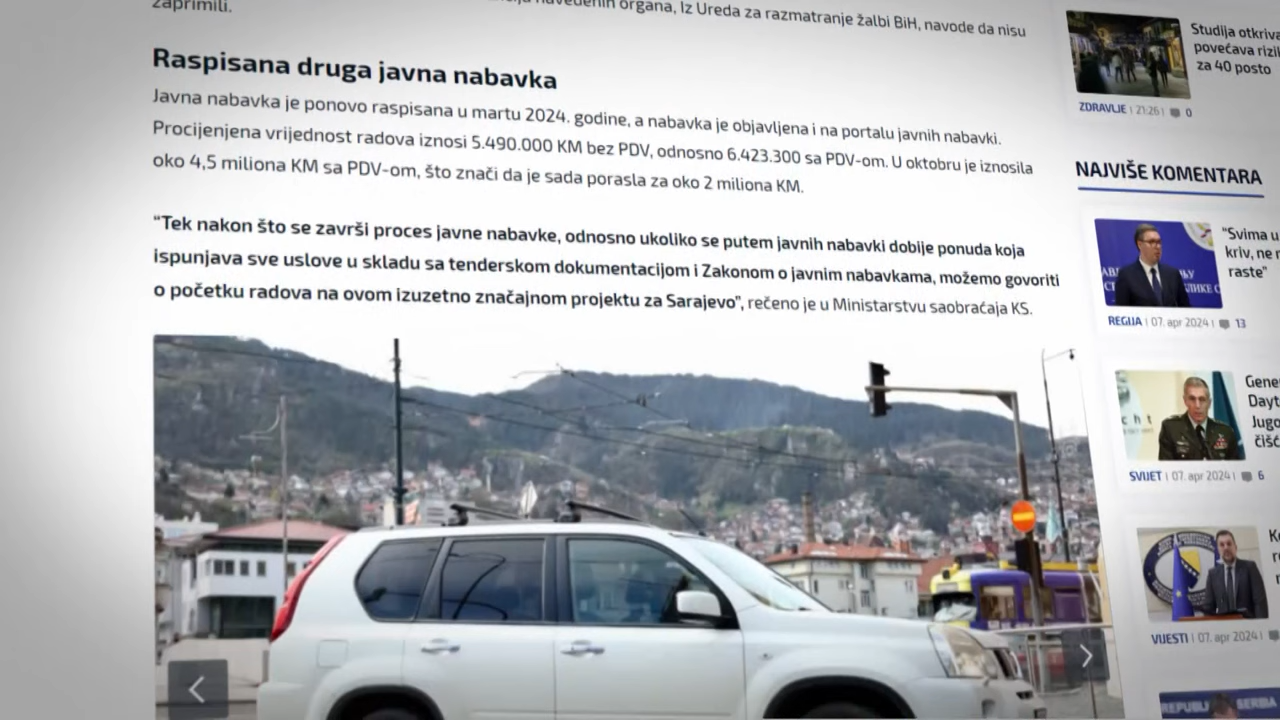 zaprimili.
navedenih organa, Iz Ureda za razmatranje žalbi BiH, navode da nisu
Raspisana druga javna nabavka
Javna nabavka je ponovo raspisana u martu 2024. godine, a nabavka je objavljena i na portalu javnih nabavki.
Procijenjena vrijednost radova iznosi 5.490.000 KM bez PDV, odnosno 6.423.300 sa PDV-om. U oktobru je iznosila
oko 4,5 miliona KM sa PDV-om, što znači da je sada porasla za oko 2 miliona KM.
“Tek nakon što se završi proces javne nabavke, odnosno ukoliko se putem javnih nabavki dobije ponuda koja
ispunjava sve uslove u skladu sa tenderskom dokumentacijom i Zakonom o javnim nabavkama, možemo govoriti
o početku radova na ovom izuzetno značajnom projektu za Sarajevo”, rečeno je u Ministarstvu saobraćaja KS.
Studija otkriva
povećava rizi
za 40 posto
ZDRAVLJE | 21:26 | 0
NAJVIŠE KOMENTARA
“Svima u
kriv, ne
raste”
REGIJA | 07. apr 2024 | 13
Gene
Dayt
Jugo
čišć
SVIJET | 07. apr 2024 | 6
VIJESTI | 07. apr 2024 |
REPUBL
SERBIA